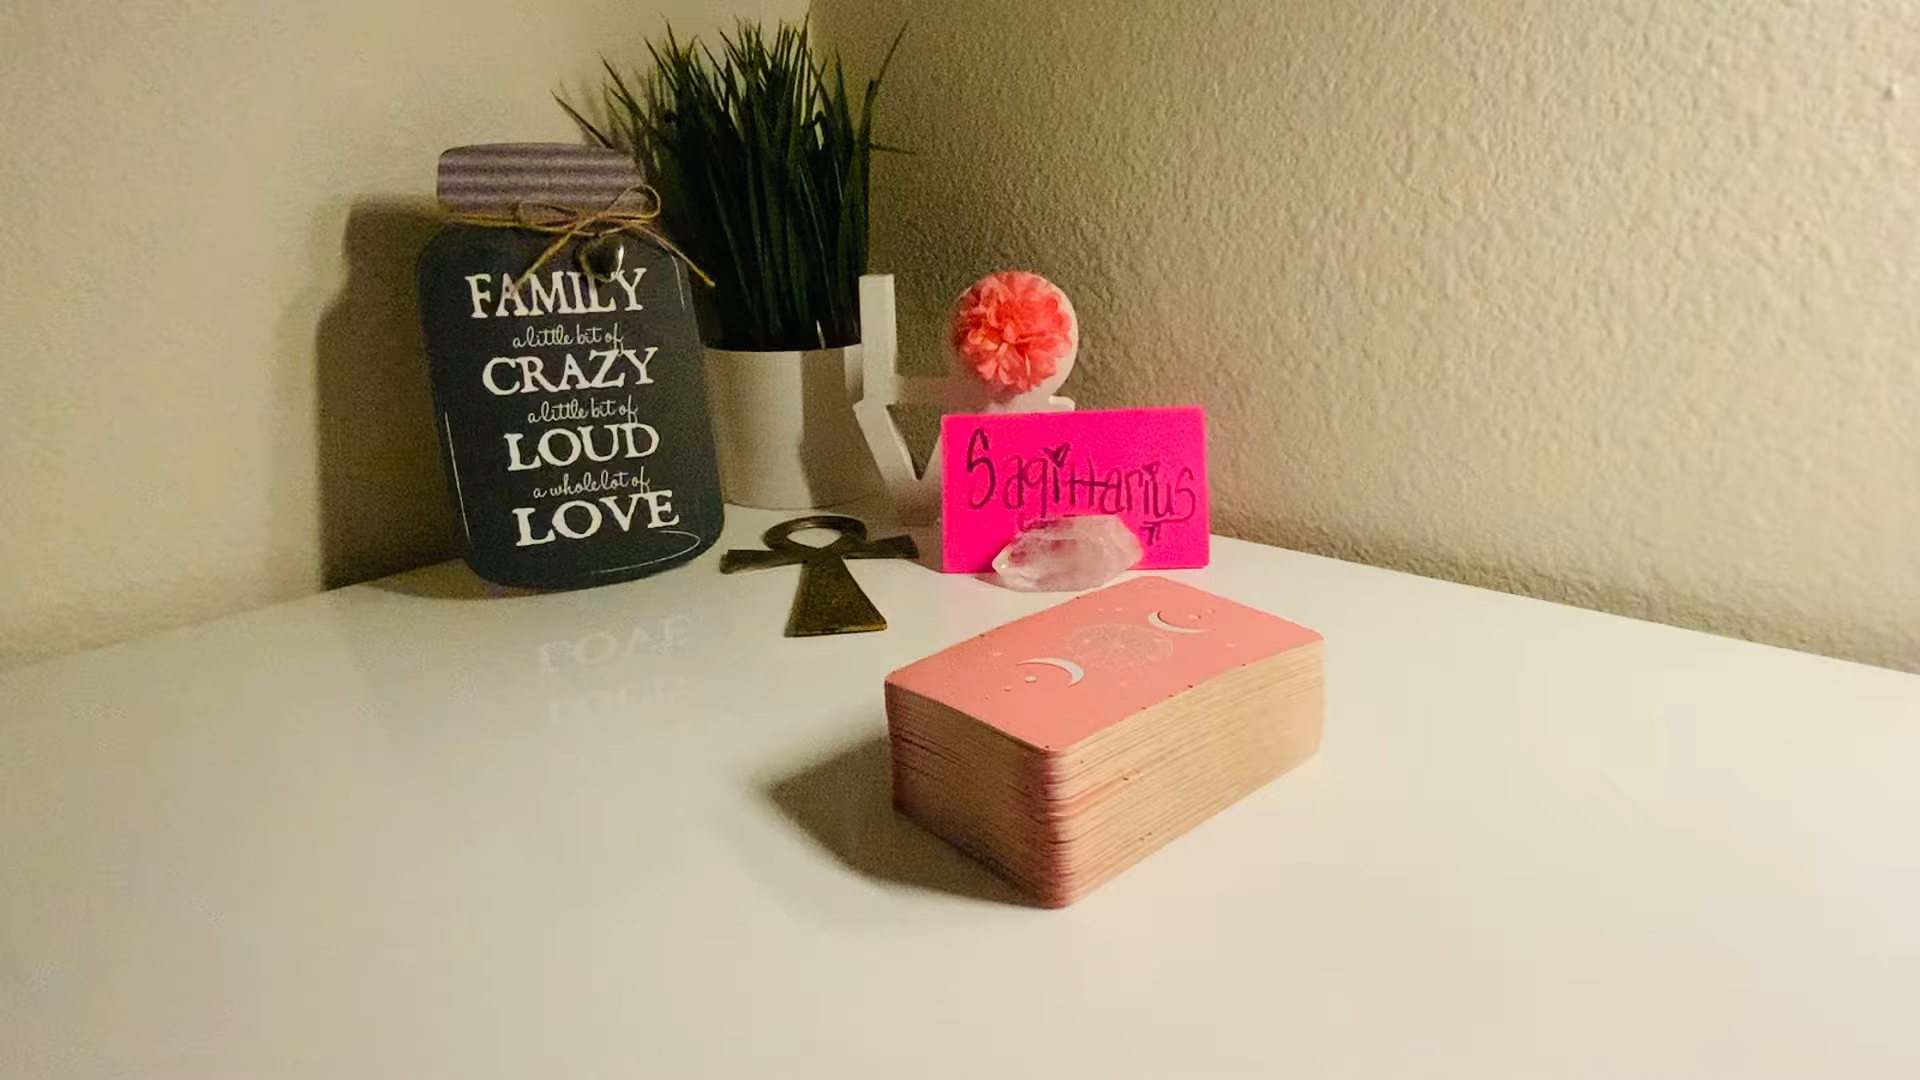 FAMILY
a little bit of
CRAZY
a little bit of
LOUD
a whole lot of
LOVE
Sagittarius